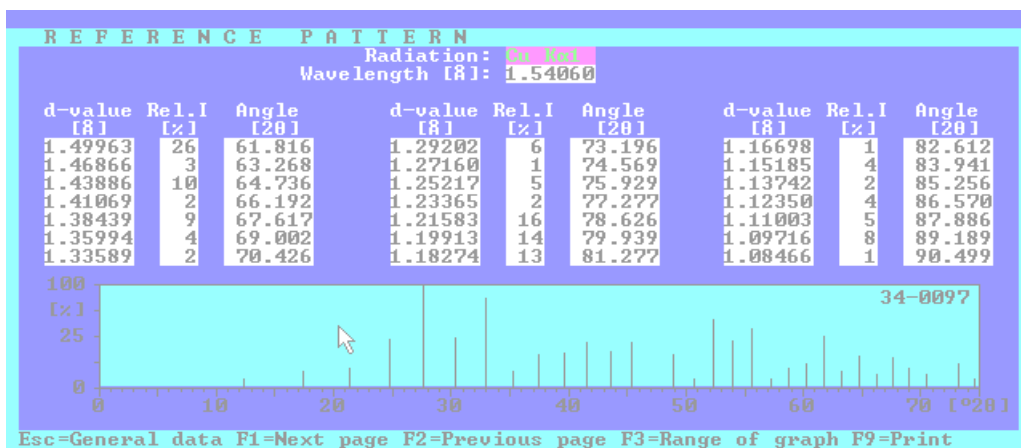 REFERENCE PATTERN
Radiation: Cu Kα1
Wavelength [Å]: 1.54060
d-value Rel.I Angle d-value Rel.I Angle d-value Rel.I Angle
[Å] [%] [2θ] [Å] [%] [2θ] [Å] [%] [2θ]
1.49963 26 61.816 1.29202 6 73.196 1.16698 1 82.612
1.46866 3 63.268 1.27160 1 74.569 1.15185 4 83.941
1.43886 10 64.736 1.25217 5 75.929 1.13742 2 85.256
1.41069 2 66.192 1.23365 2 77.277 1.12350 4 86.570
1.38439 9 67.617 1.21583 16 78.626 1.11003 5 87.886
1.35994 4 69.002 1.19913 14 79.939 1.09716 8 89.189
1.33589 2 70.426 1.18274 13 81.277 1.08466 1 90.499
100
34-0097
[%]
25
0
0 10 20 30 40 50 60 70 [°2θ]
Esc=General data F1=Next page F2=Previous page F3=Range of graph F9=Print